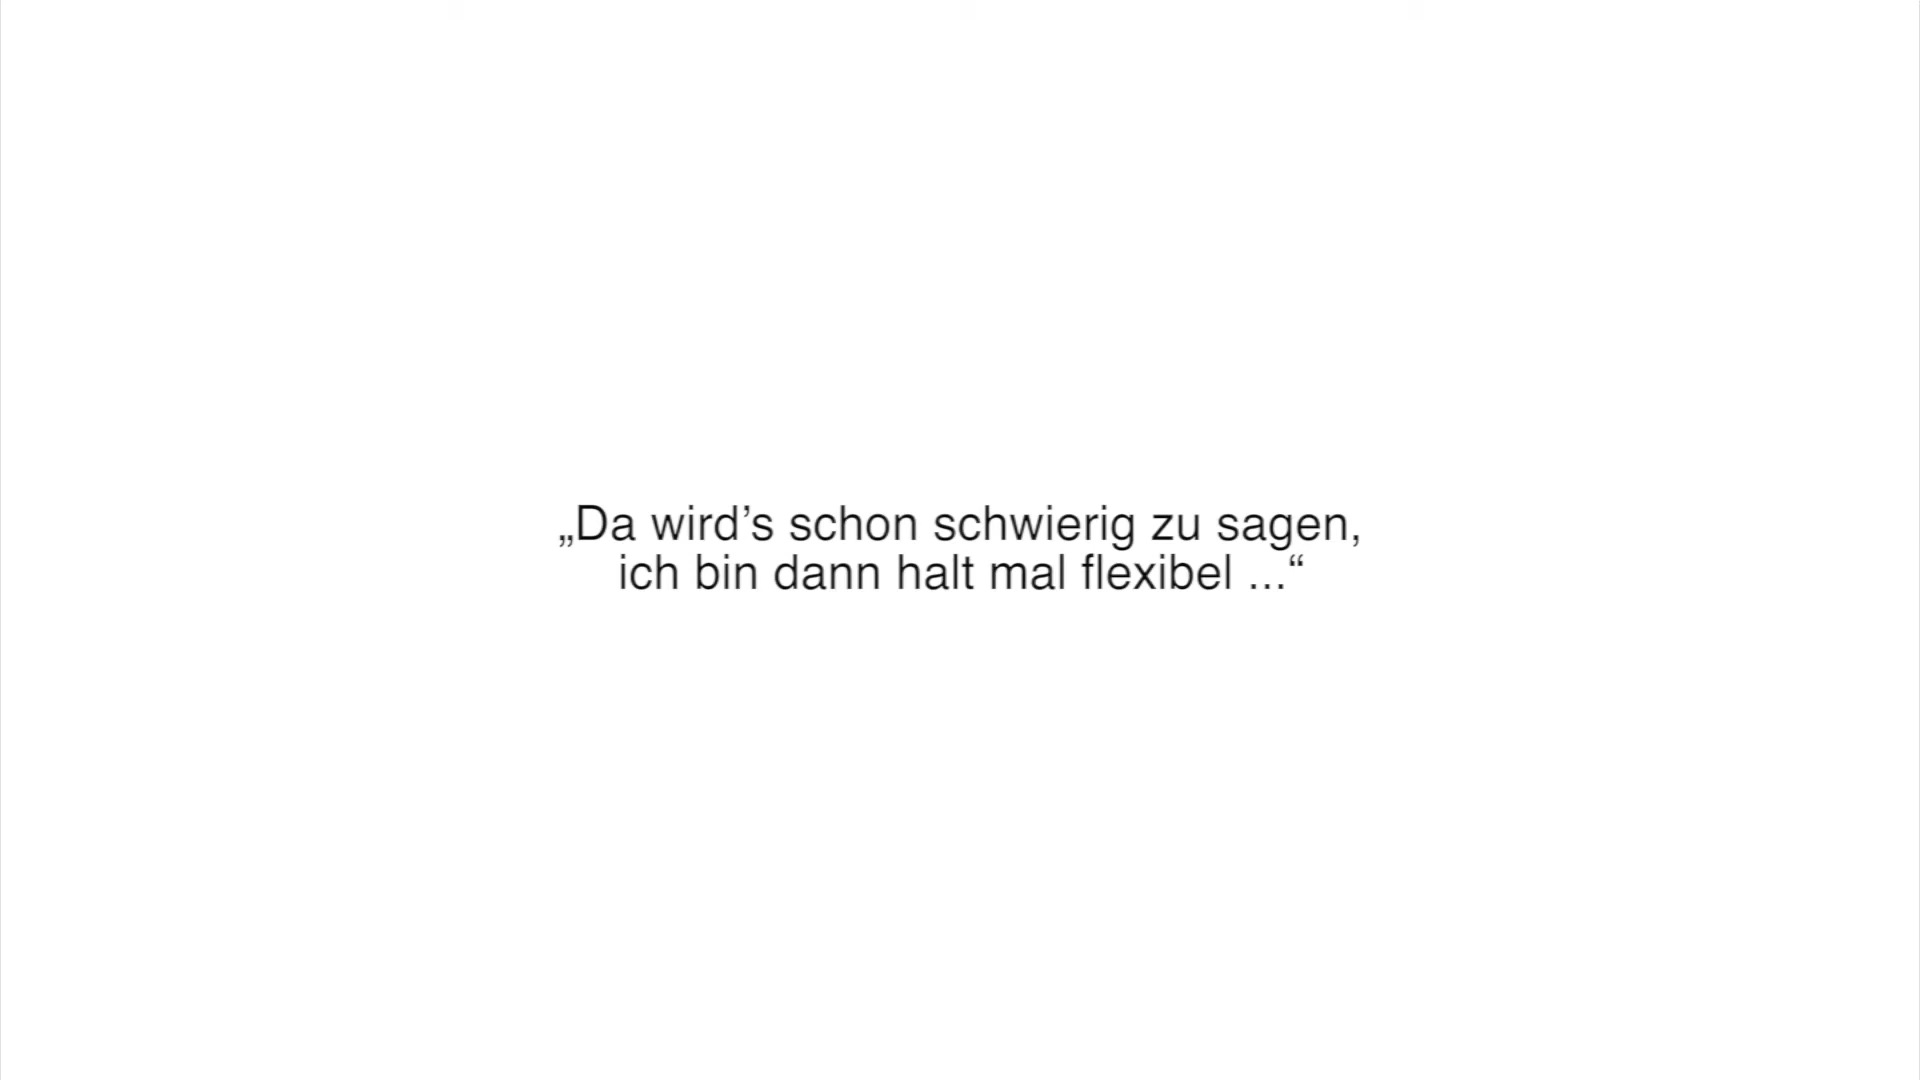 „Da wird’s schon schwierig zu sagen,
ich bin dann halt mal flexibel ...“